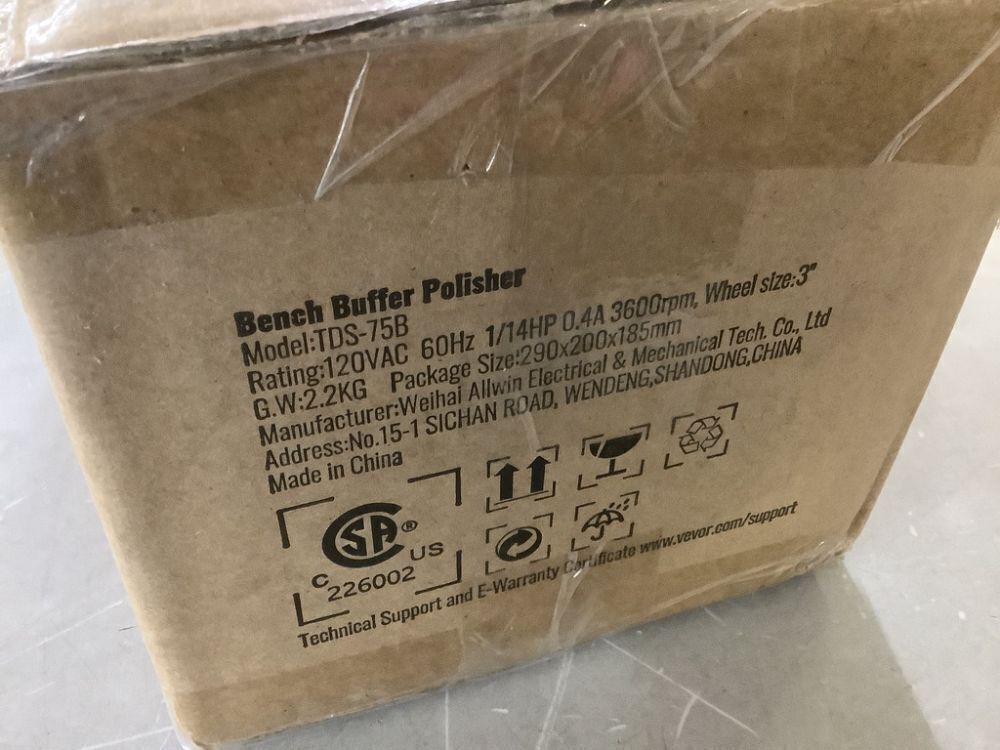 Bench Buffer Polisher
Model:TDS-75B
Rating:120VAC 60Hz 1/14HP 0.4A 3600rpm, Wheel size:3"
G.W:2.2KG Package Size:290x200x185mm
Manufacturer:Weihai Allwin Electrical & Mechanical Tech. Co., Ltd
Address:No.15-1 SICHAN ROAD, WENDENG,SHANDONG,CHINA
Made in China
CSA®
C US
226002
Technical Support and E-Warranty Certificate www.vevor.com/support